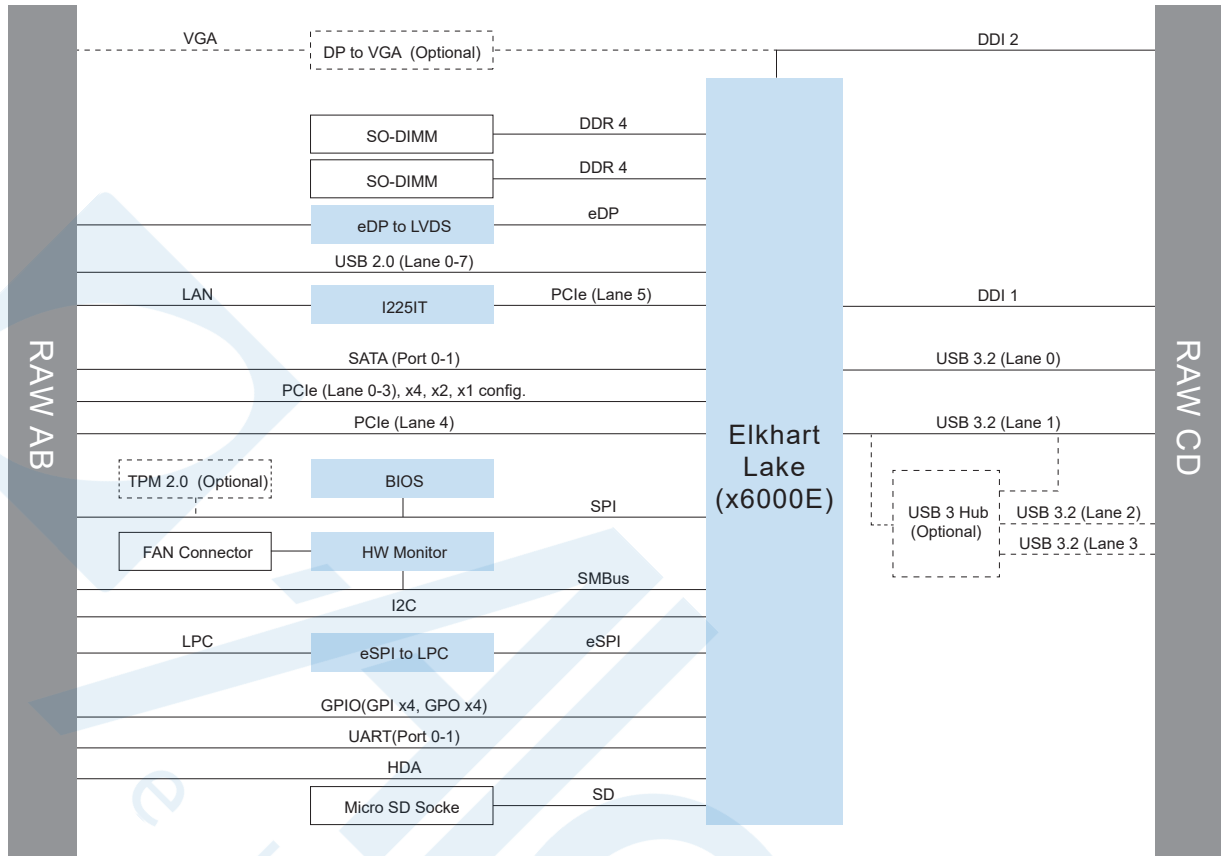 VGA
DP to VGA (Optional)
DDI 2
SO-DIMM
DDR 4
SO-DIMM
DDR 4
eDP to LVDS
eDP
USB 2.0 (Lane 0-7)
LAN
I225IT
PCIe (Lane 5)
DDI 1
RAW AB
RAW CD
SATA (Port 0-1)
USB 3.2 (Lane 0)
PCIe (Lane 0-3), x4, x2, x1 config.
PCIe (Lane 4)
USB 3.2 (Lane 1)
Elkhart
Lake
(x6000E)
TPM 2.0 (Optional)
BIOS
SPI
USB 3 Hub
(Optional)
USB 3.2 (Lane 2)
USB 3.2 (Lane 3
FAN Connector
HW Monitor
SMBus
I2C
LPC
eSPI to LPC
eSPI
GPIO(GPI x4, GPO x4)
UART(Port 0-1)
HDA
Micro SD Socke
SD